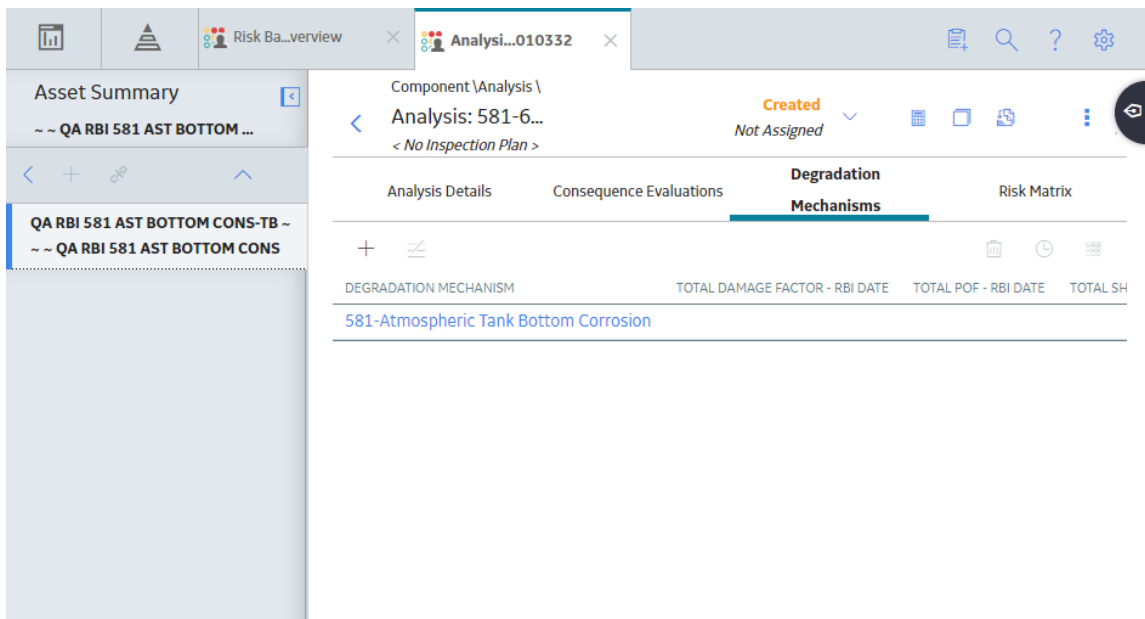 Risk Ba...verview
Analysi...010332
Asset Summary
~ ~ QA RBI 581 AST BOTTOM ...
QA RBI 581 AST BOTTOM CONS-TB ~
~ ~ QA RBI 581 AST BOTTOM CONS
Component \Analysis \
Analysis: 581-6...
< No Inspection Plan >
Created
Not Assigned
Analysis Details
Consequence Evaluations
Degradation
Mechanisms
Risk Matrix
DEGRADATION MECHANISM
TOTAL DAMAGE FACTOR - RBI DATE
TOTAL POF - RBI DATE
TOTAL SH
581-Atmospheric Tank Bottom Corrosion